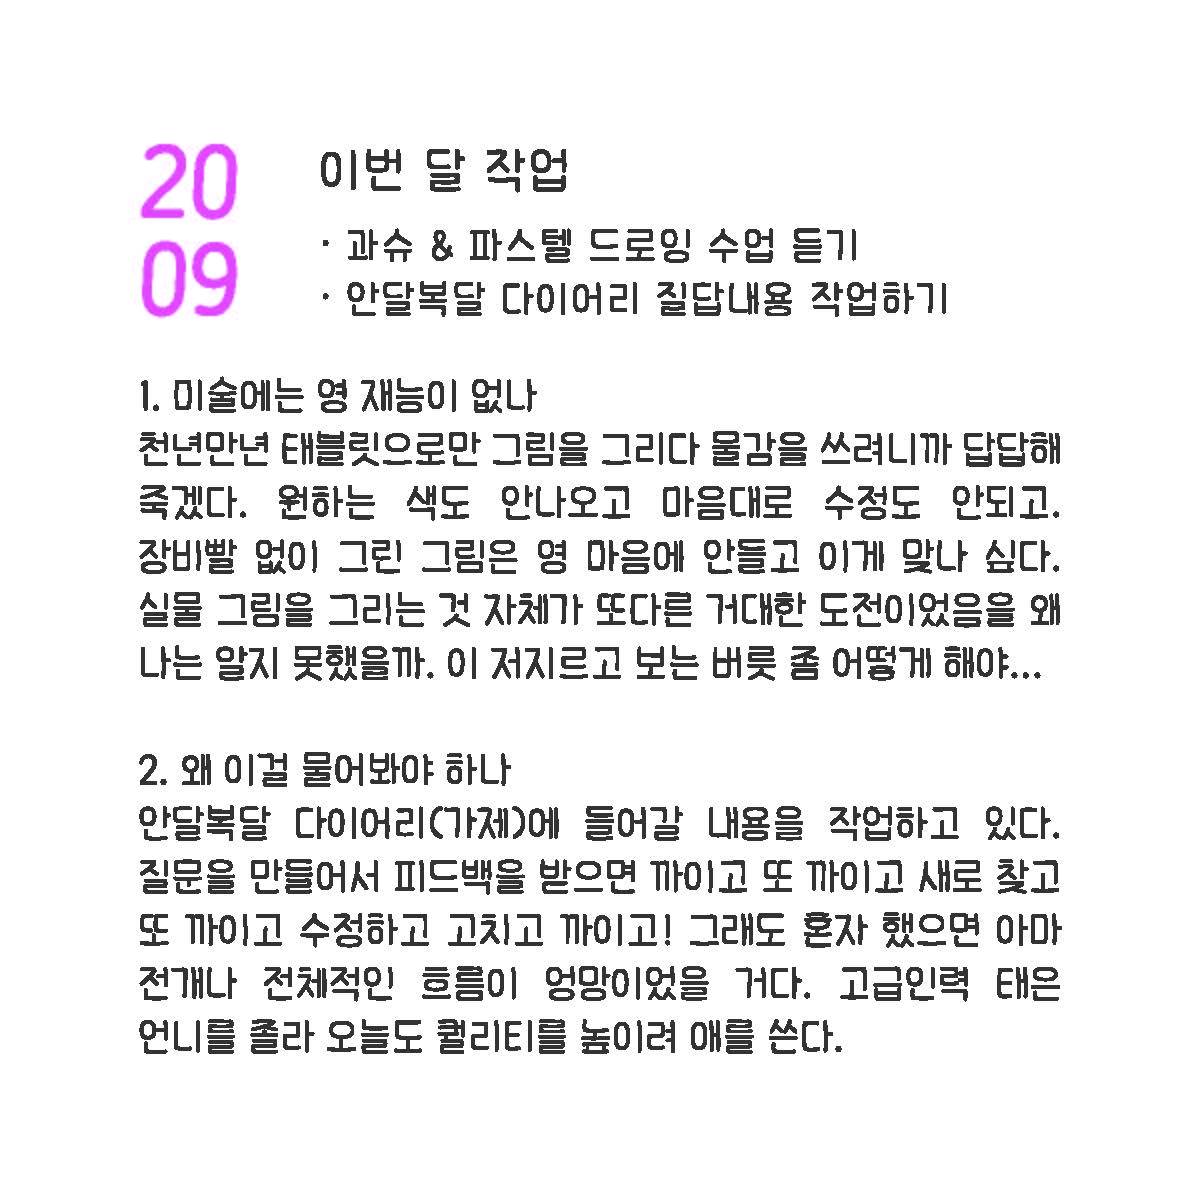 20
09
이번 달 작업
· 과슈 & 파스텔 드로잉 수업 듣기
· 안달복달 다이어리 질답내용 작업하기
1. 미술에는 영 재능이 없나
천년만년 태블릿으로만 그림을 그리다 물감을 쓰려니까 답답해
죽겠다. 원하는 색도 안나오고 마음대로 수정도 안되고.
장비빨 없이 그린 그림은 영 마음에 안들고 이게 맞나 싶다.
실물 그림을 그리는 것 자체가 또다른 거대한 도전이었음을 왜
나는 알지 못했을까. 이 저지르고 보는 버릇 좀 어떻게 해야...
2. 왜 이걸 물어봐야 하나
안달복달 다이어리(가제)에 들어갈 내용을 작업하고 있다.
질문을 만들어서 피드백을 받으면 까이고 또 까이고 새로 찾고
또 까이고 수정하고 고치고 까이고! 그래도 혼자 했으면 아마
전개나 전체적인 흐름이 엉망이었을 거다. 고급인력 태은
언니를 졸라 오늘도 퀄리티를 높이려 애를 쓴다.